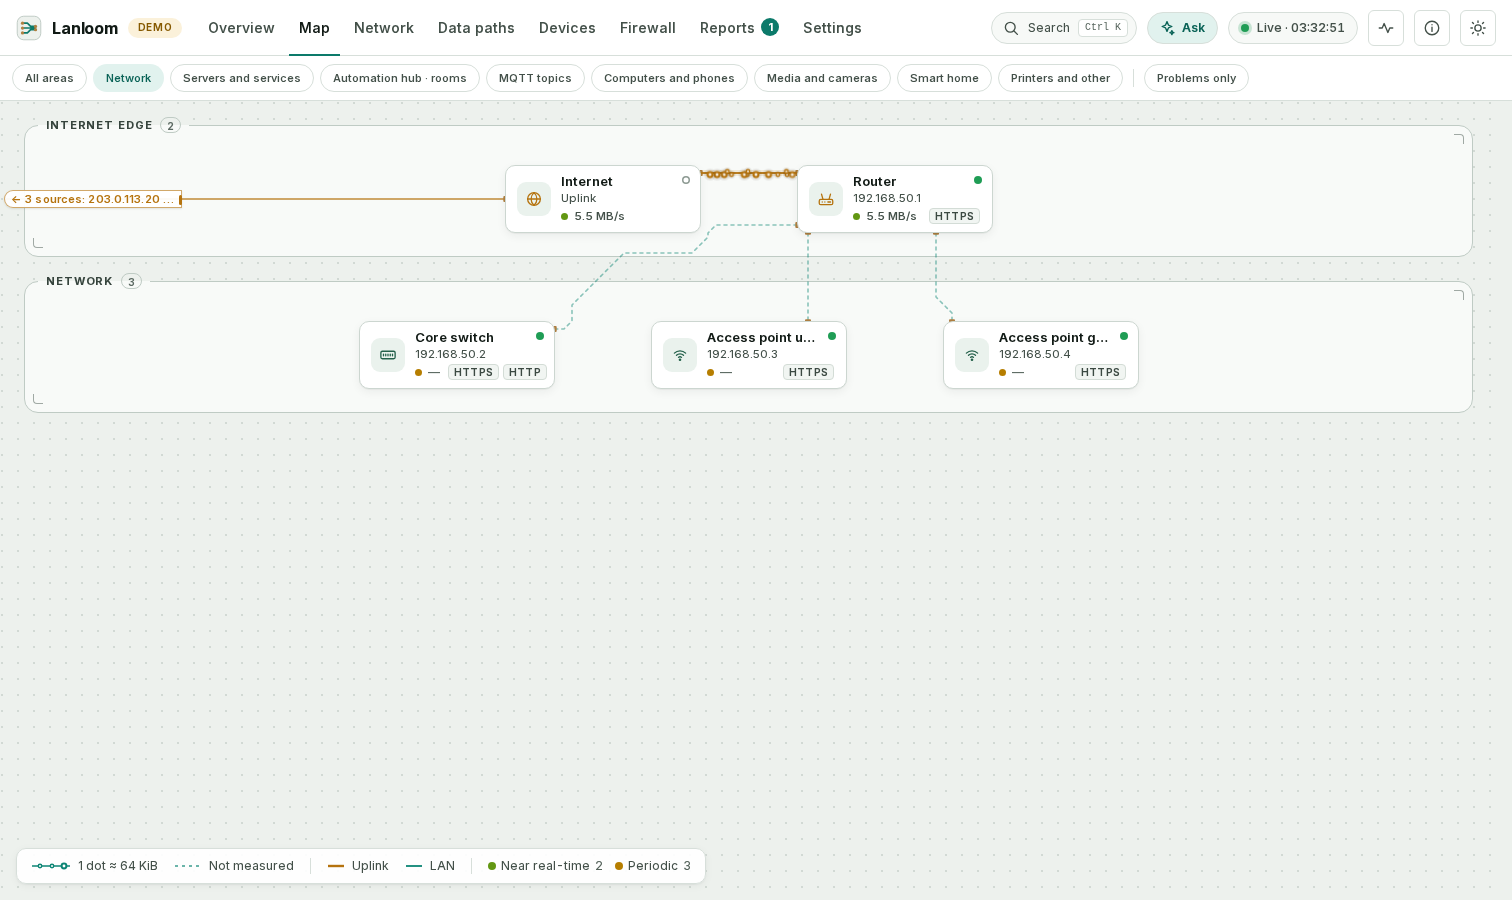 Lanloom DEMO Overview Map Network Data paths Devices Firewall Reports 1 Settings Search Ctrl K Ask Live · 03:32:51
All areas Network Servers and services Automation hub · rooms MQTT topics Computers and phones Media and cameras Smart home Printers and other Problems only
INTERNET EDGE 2
Internet
Uplink
5.5 MB/s
Router
192.168.50.1
5.5 MB/s HTTPS
← 3 sources: 203.0.113.20 ...
NETWORK 3
Core switch
192.168.50.2
— HTTPS HTTP
Access point u...
192.168.50.3
— HTTPS
Access point g...
192.168.50.4
— HTTPS
1 dot ≈ 64 KiB Not measured Uplink LAN Near real-time 2 Periodic 3